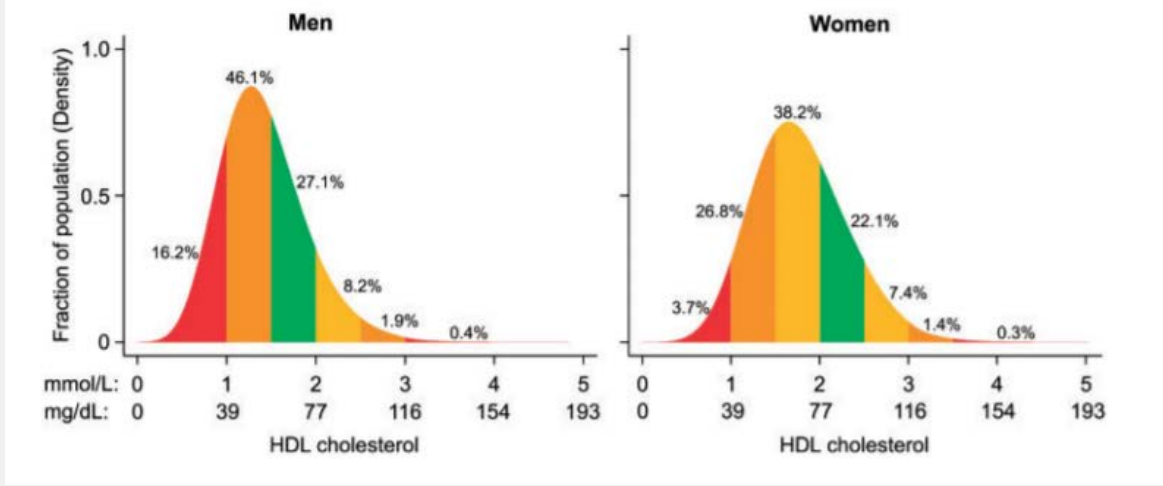 Men
Women
Fraction of population (Density)
1.0
0.5
0
46.1%
27.1%
16.2%
8.2%
1.9%
0.4%
38.2%
26.8%
22.1%
3.7%
7.4%
1.4%
0.3%
mmol/L: 0 1 2 3 4 5
0 1 2 3 4 5
mg/dL: 0 39 77 116 154 193
0 39 77 116 154 193
HDL cholesterol
HDL cholesterol